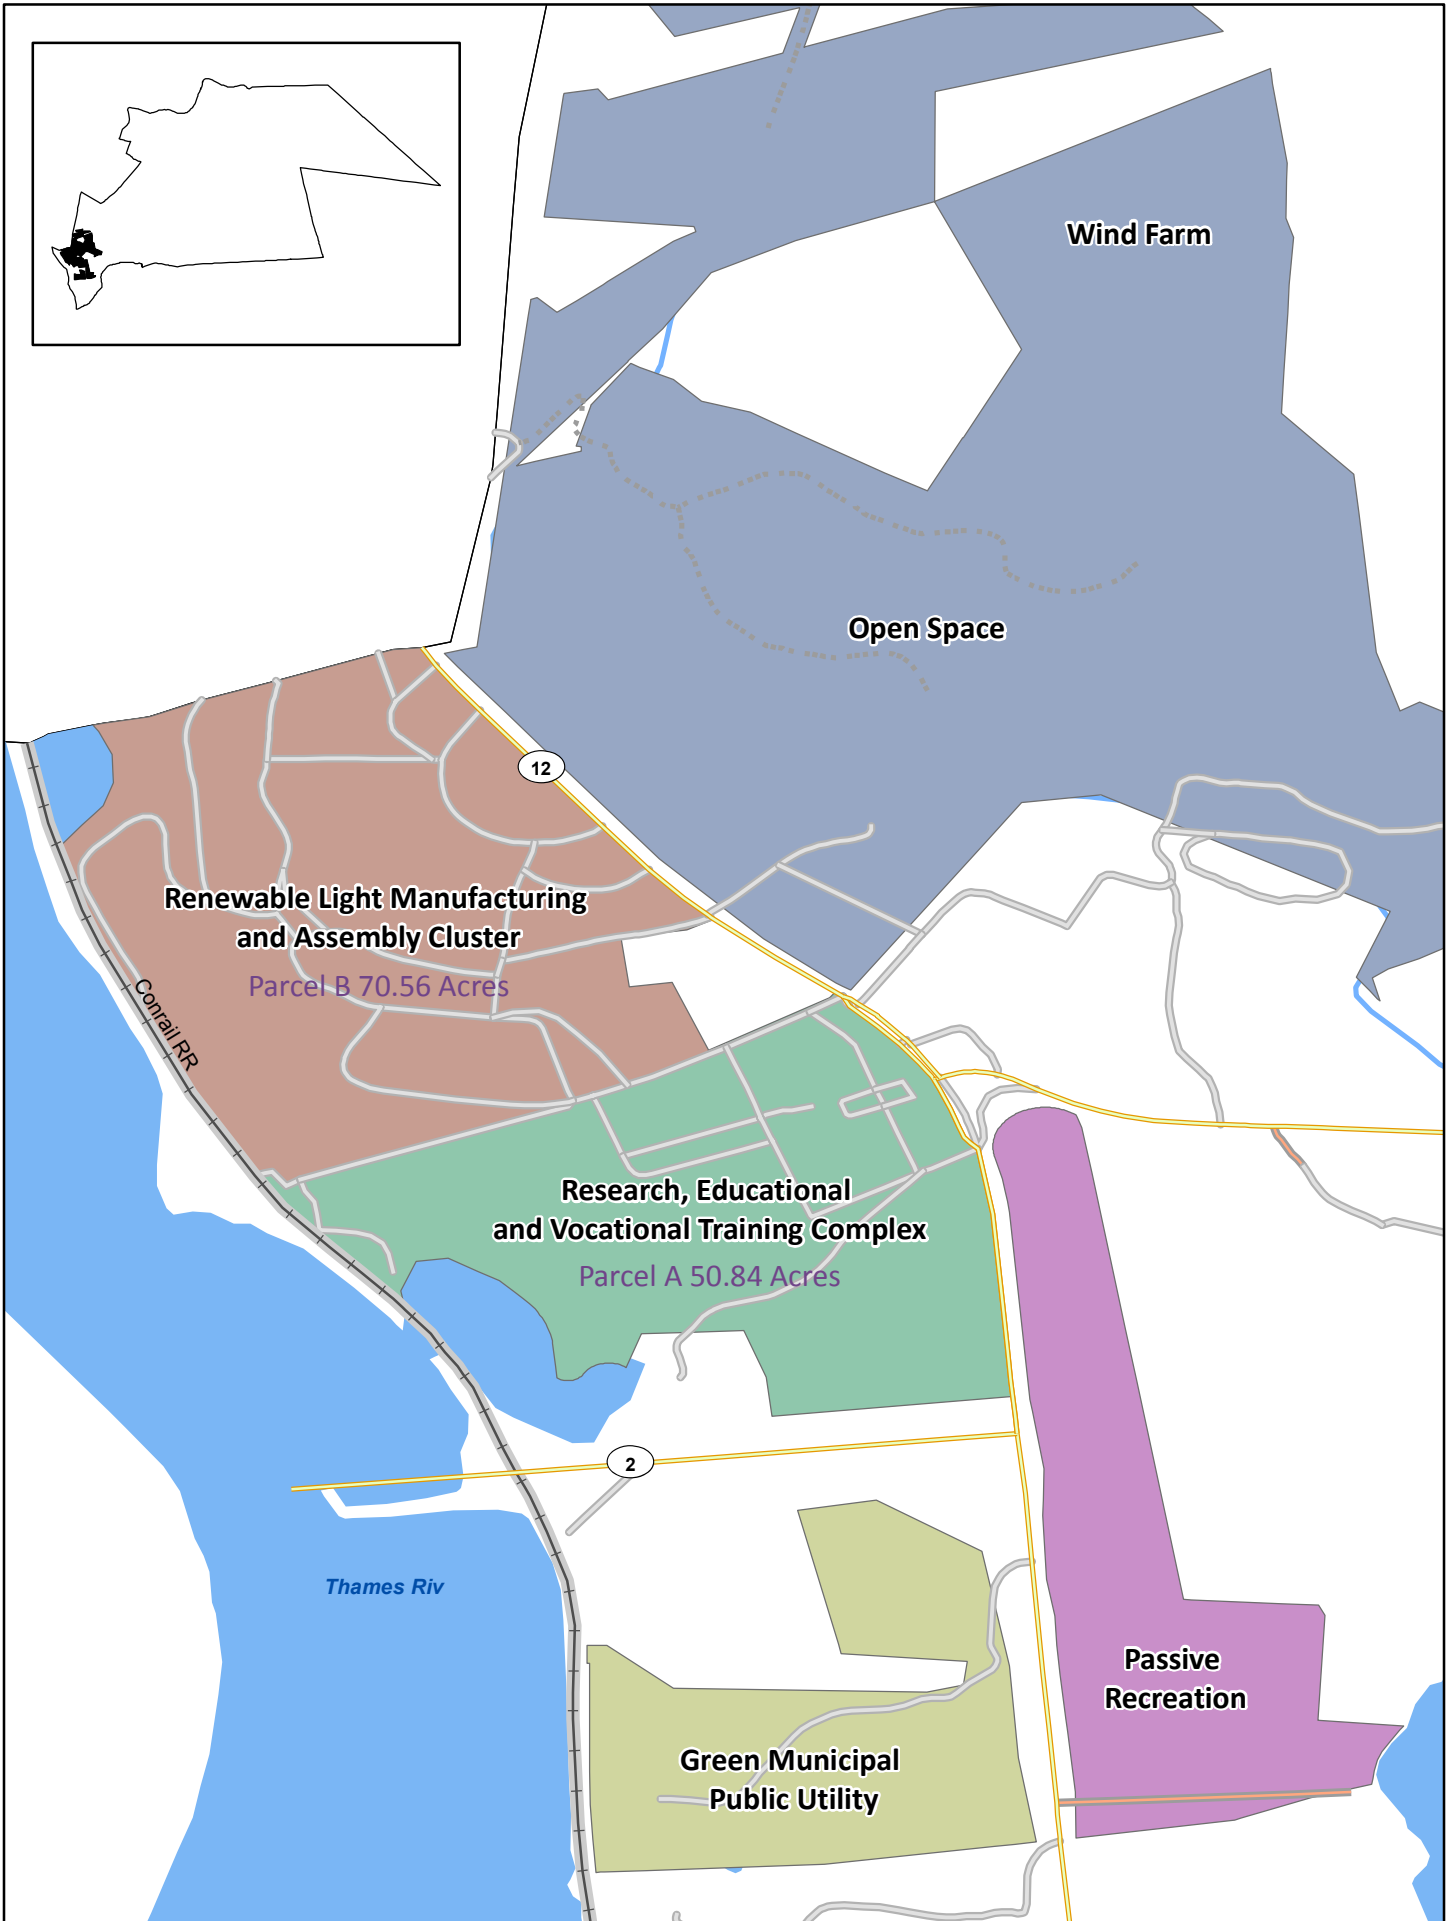 Wind Farm
Open Space
12
Renewable Light Manufacturing
and Assembly Cluster
Parcel B 70.56 Acres
Conrail RR
Research, Educational
and Vocational Training Complex
Parcel A 50.84 Acres
2
Thames Riv
Passive
Recreation
Green Municipal
Public Utility